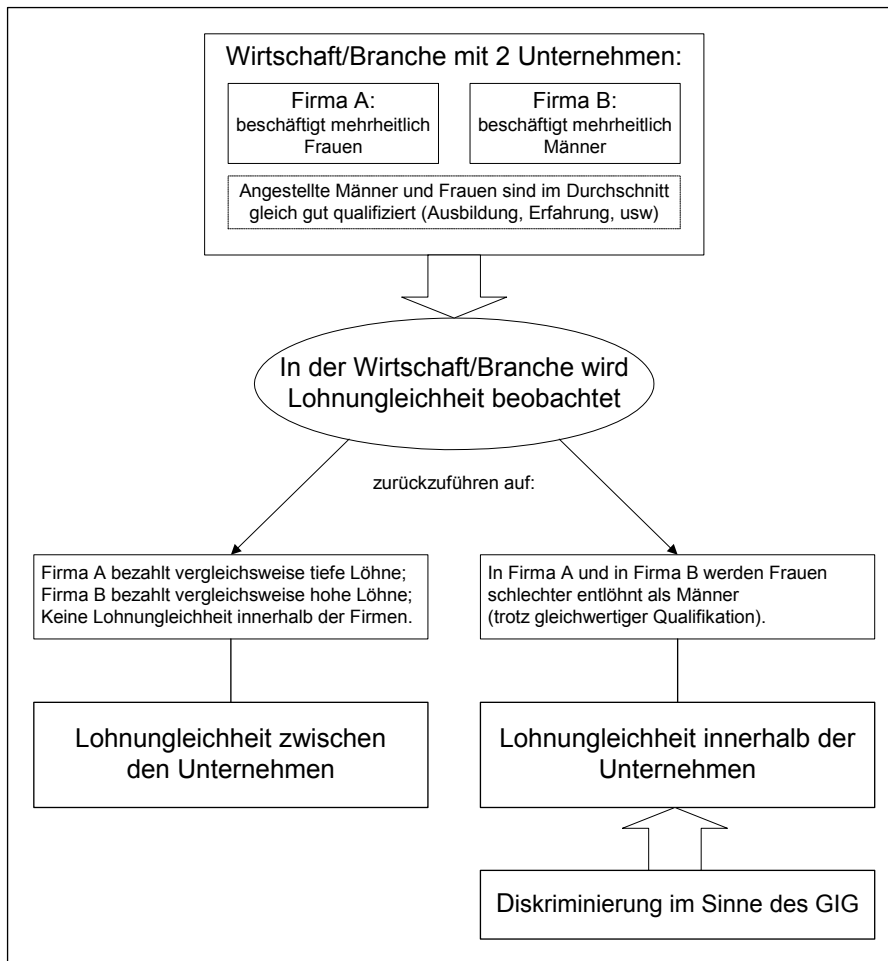 Wirtschaft/Branche mit 2 Unternehmen:
Firma A:
beschäftigt mehrheitlich
Frauen
Firma B:
beschäftigt mehrheitlich
Männer
Angestellte Männer und Frauen sind im Durchschnitt
gleich gut qualifiziert (Ausbildung, Erfahrung, usw)
In der Wirtschaft/Branche wird
Lohnungleichheit beobachtet
zurückzuführen auf:
Firma A bezahlt vergleichsweise tiefe Löhne;
Firma B bezahlt vergleichsweise hohe Löhne;
Keine Lohnungleichheit innerhalb der Firmen.
In Firma A und in Firma B werden Frauen
schlechter entlöhnt als Männer
(trotz gleichwertiger Qualifikation).
Lohnungleichheit zwischen
den Unternehmen
Lohnungleichheit innerhalb der
Unternehmen
Diskriminierung im Sinne des GlG